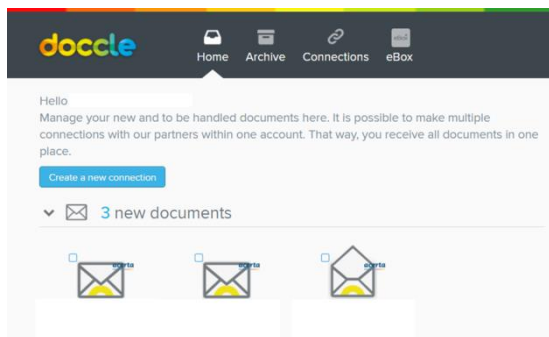 doccle
Home Archive Connections eBox
Hello
Manage your new and to be handled documents here. It is possible to make multiple
connections with our partners within one account. That way, you receive all documents in one
place.
Create a new connection
3 new documents